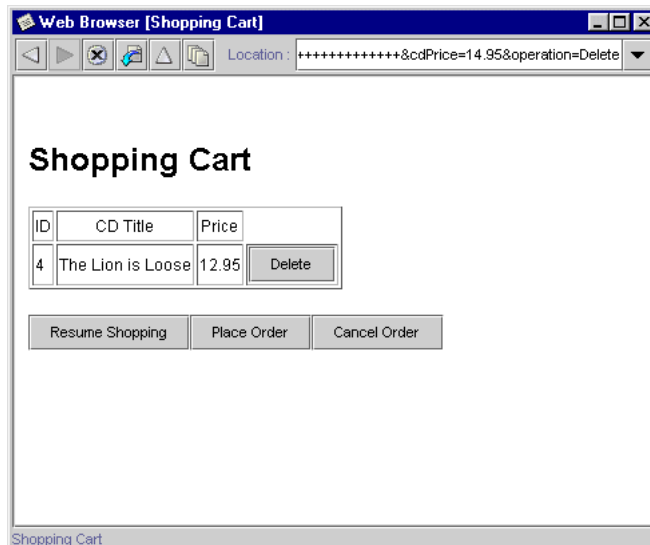 Web Browser [Shopping Cart]
Location : +++++++++++++&cdPrice=14.95&operation=Delete
Shopping Cart
ID CD Title Price
4 The Lion is Loose 12.95 Delete
Resume Shopping Place Order Cancel Order
Shopping Cart